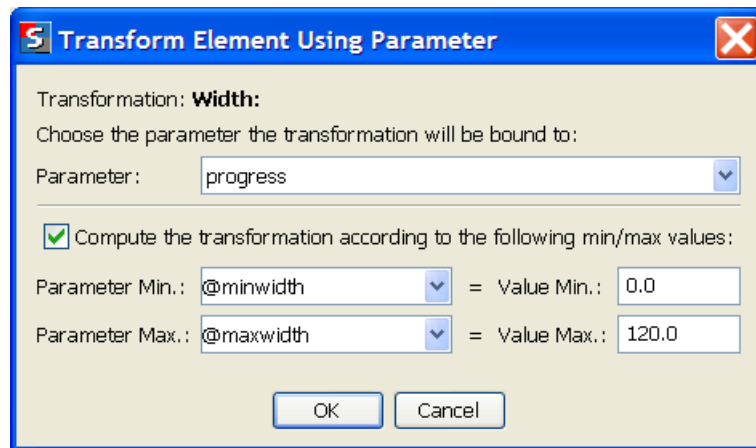 S Transform Element Using Parameter
Transformation: Width:
Choose the parameter the transformation will be bound to:
Parameter: progress
Compute the transformation according to the following min/max values:
Parameter Min.: @minwidth = Value Min.: 0.0
Parameter Max.: @maxwidth = Value Max.: 120.0
OK Cancel